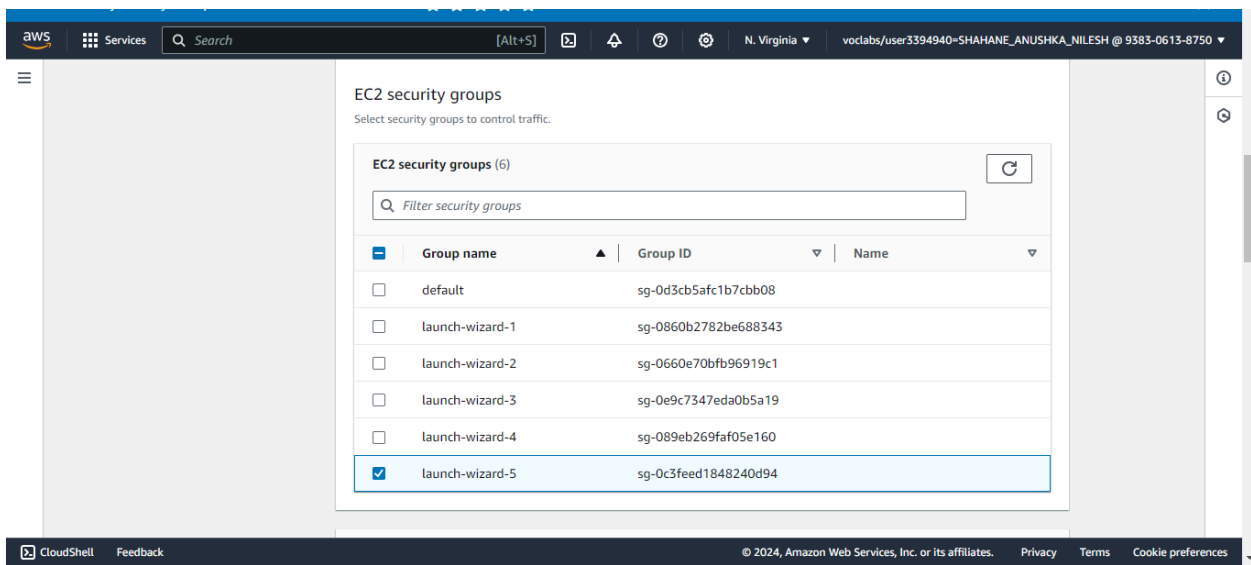 aws Services Search [Alt+S] N. Virginia ▼ voclabs/user3394940=SHAHANE_ANUSHKA_NILESH @ 9383-0613-8750 ▼
EC2 security groups
Select security groups to control traffic.
EC2 security groups (6)
Filter security groups
Group name Group ID Name
default sg-0d3cb5afc1b7cbb08
launch-wizard-1 sg-0860b2782be688343
launch-wizard-2 sg-0660e70bfb96919c1
launch-wizard-3 sg-0e9c7347eda0b5a19
launch-wizard-4 sg-089eb269faf05e160
launch-wizard-5 sg-0c3feed1848240d94
CloudShell Feedback © 2024, Amazon Web Services, Inc. or its affiliates. Privacy Terms Cookie preferences